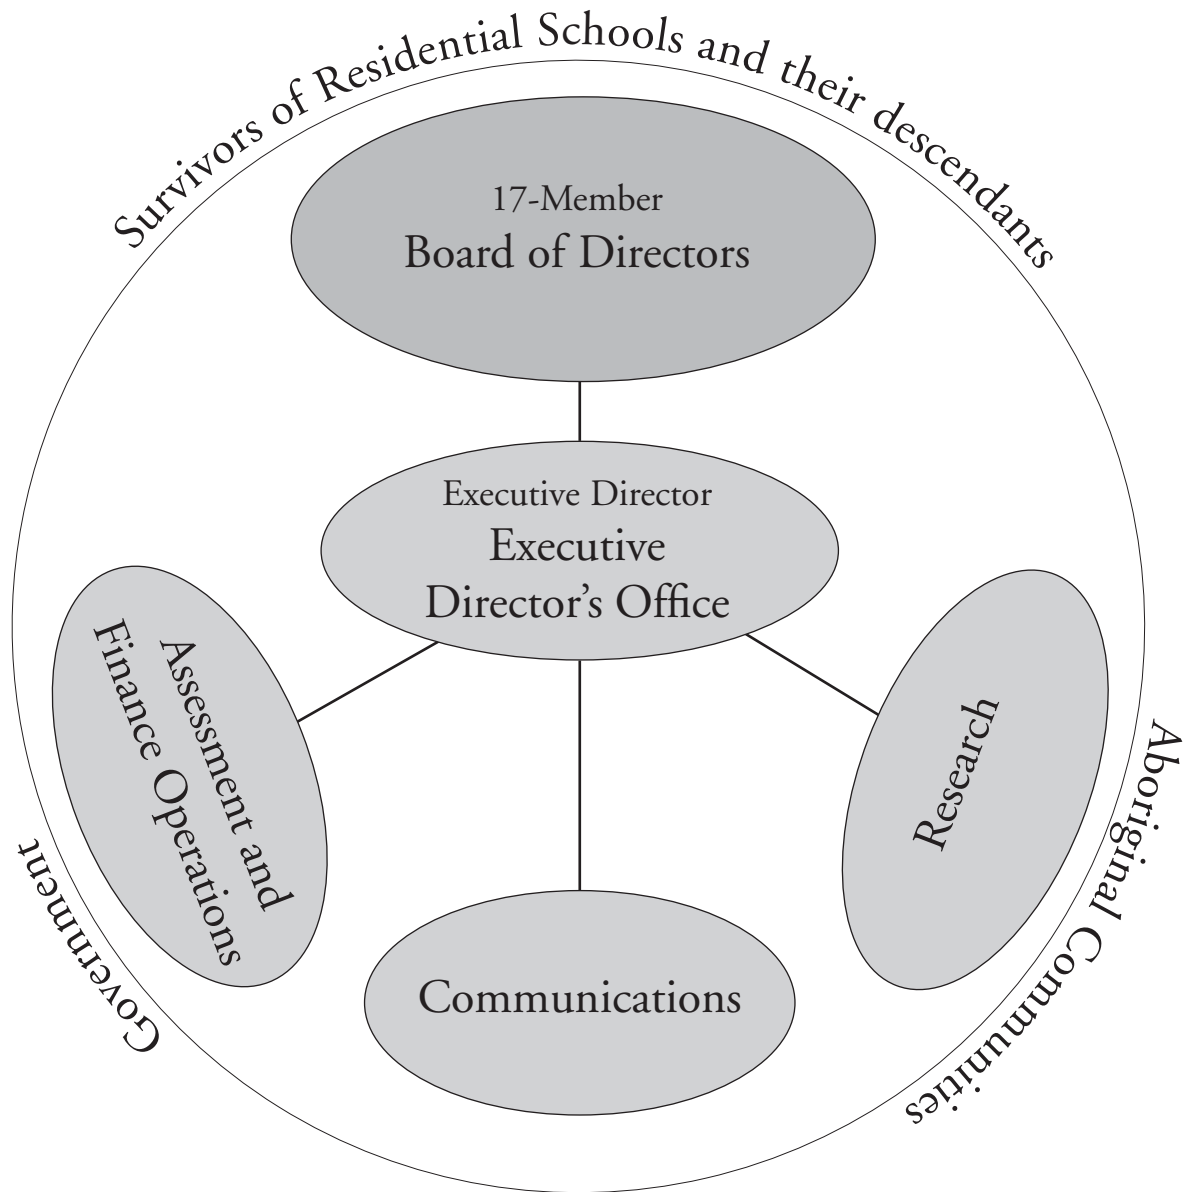 Survivors of Residential Schools and their descendants
17-Member
Board of Directors
Executive Director
Executive
Director’s Office
Assessment and
Finance Operations
Research
Communications
Government
Aboriginal Communities